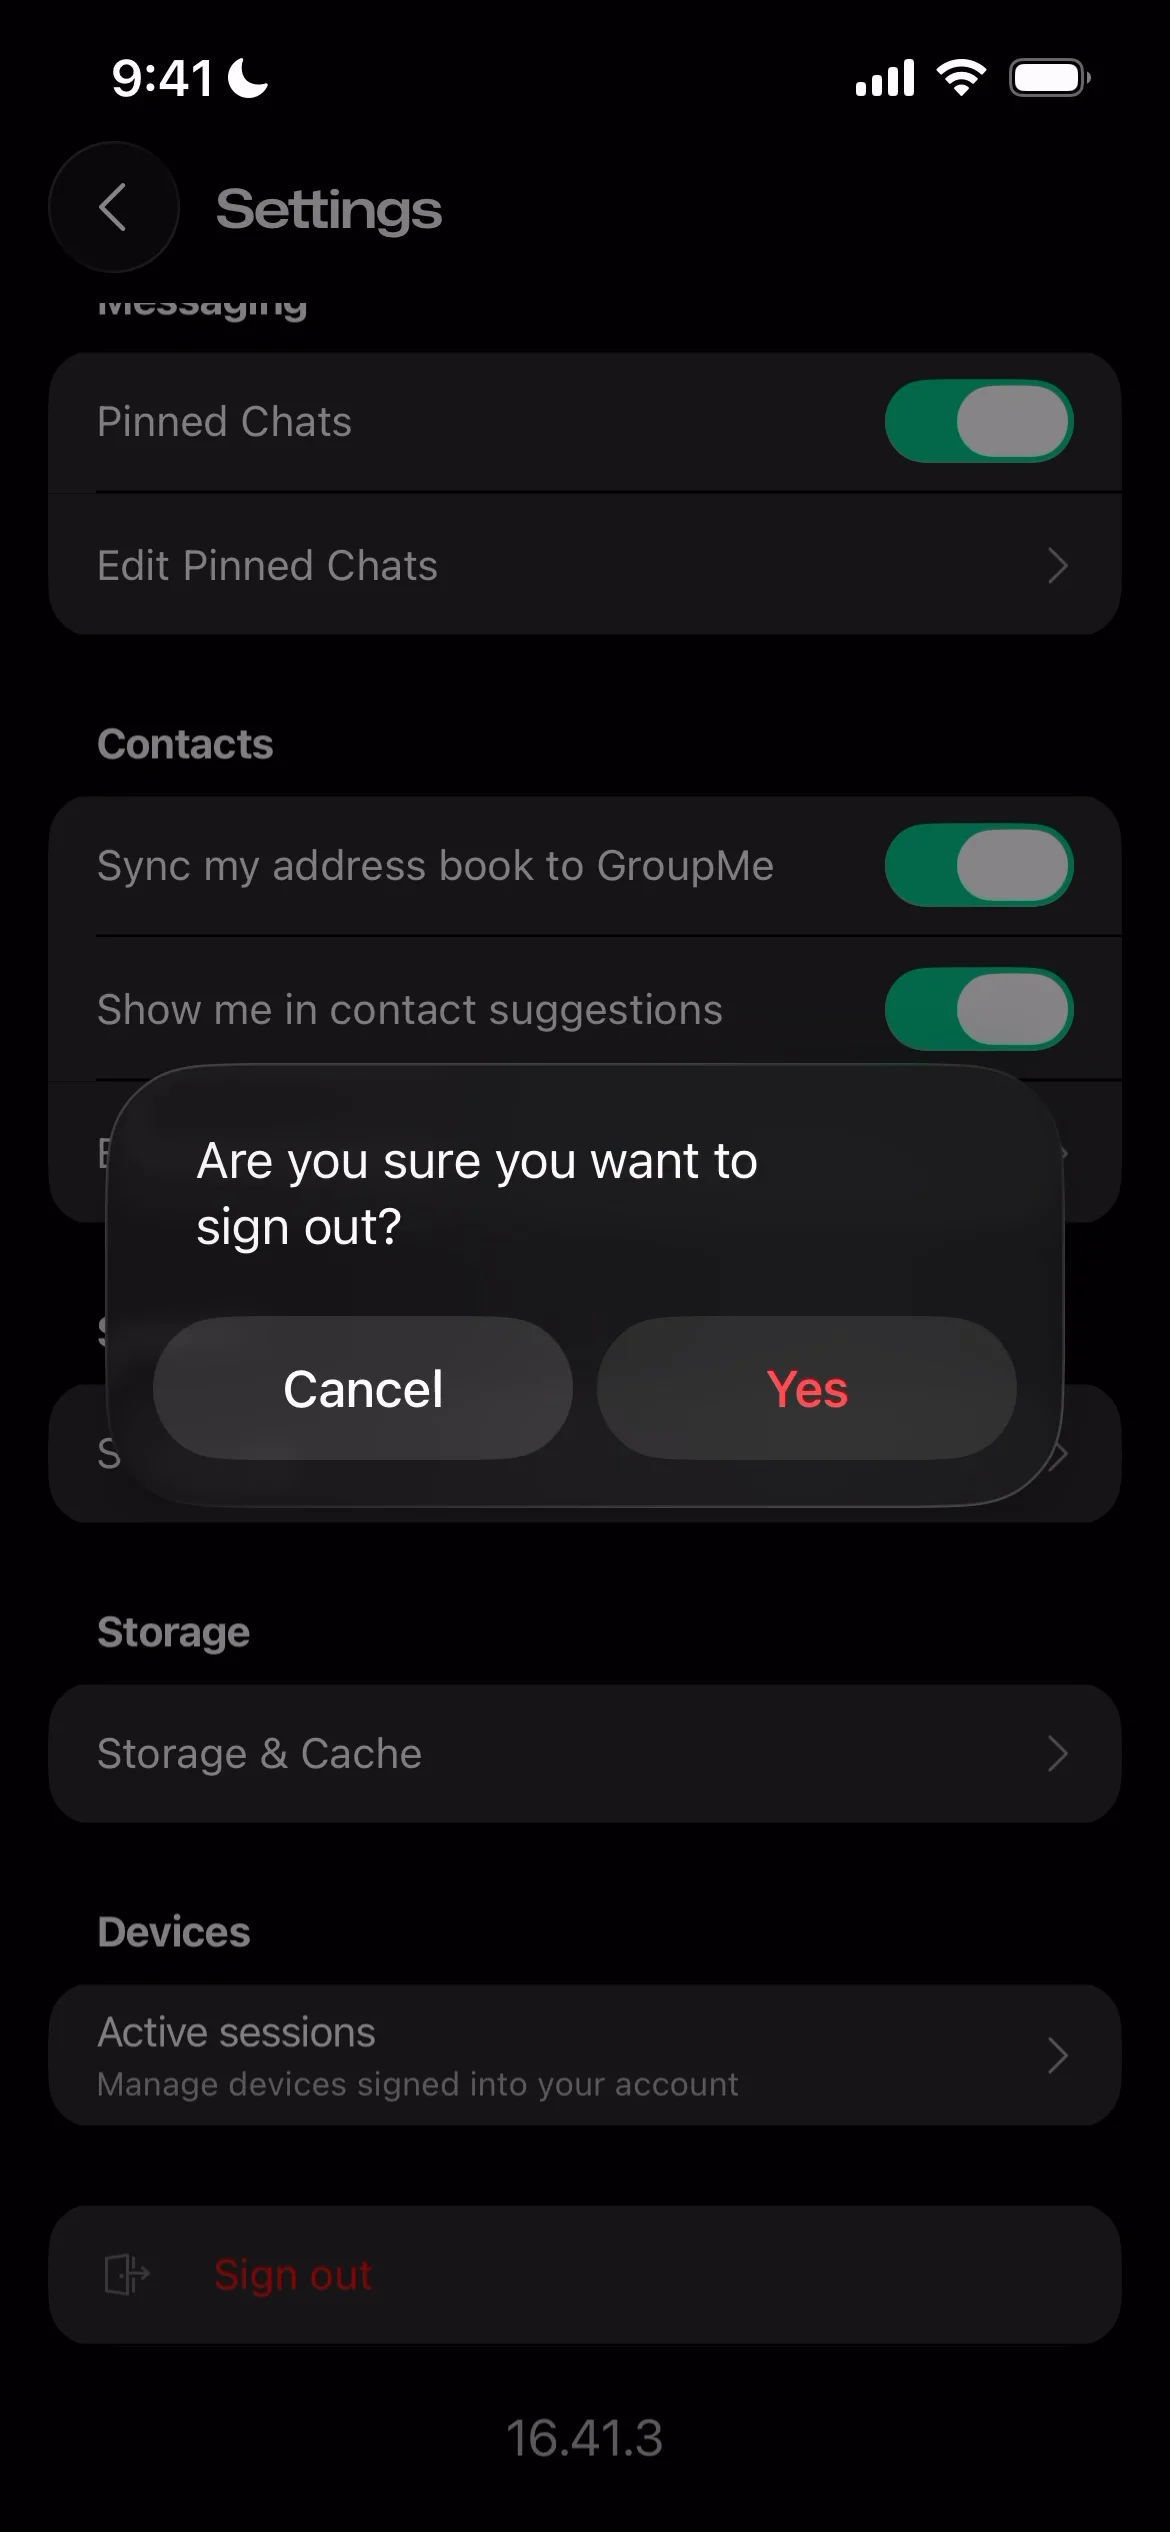 9:41
Settings
Messaging
Pinned Chats
Edit Pinned Chats
Contacts
Sync my address book to GroupMe
Show me in contact suggestions
Are you sure you want to
sign out?
Cancel
Yes
Storage
Storage & Cache
Devices
Active sessions
Manage devices signed into your account
Sign out
16.41.3